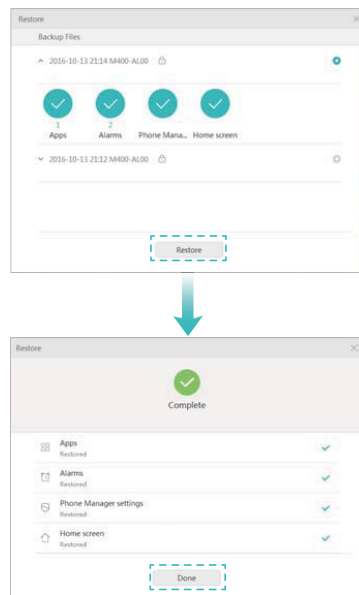 Restore
Backup Files
2016-10-13 21:14 M400-AL00
1 2
Apps Alarms Phone Mana... Home screen
2016-10-13 21:12 M400-AL00
Restore
Restore
Complete
Apps
Restored
Alarms
Restored
Phone Manager settings
Restored
Home screen
Restored
Done